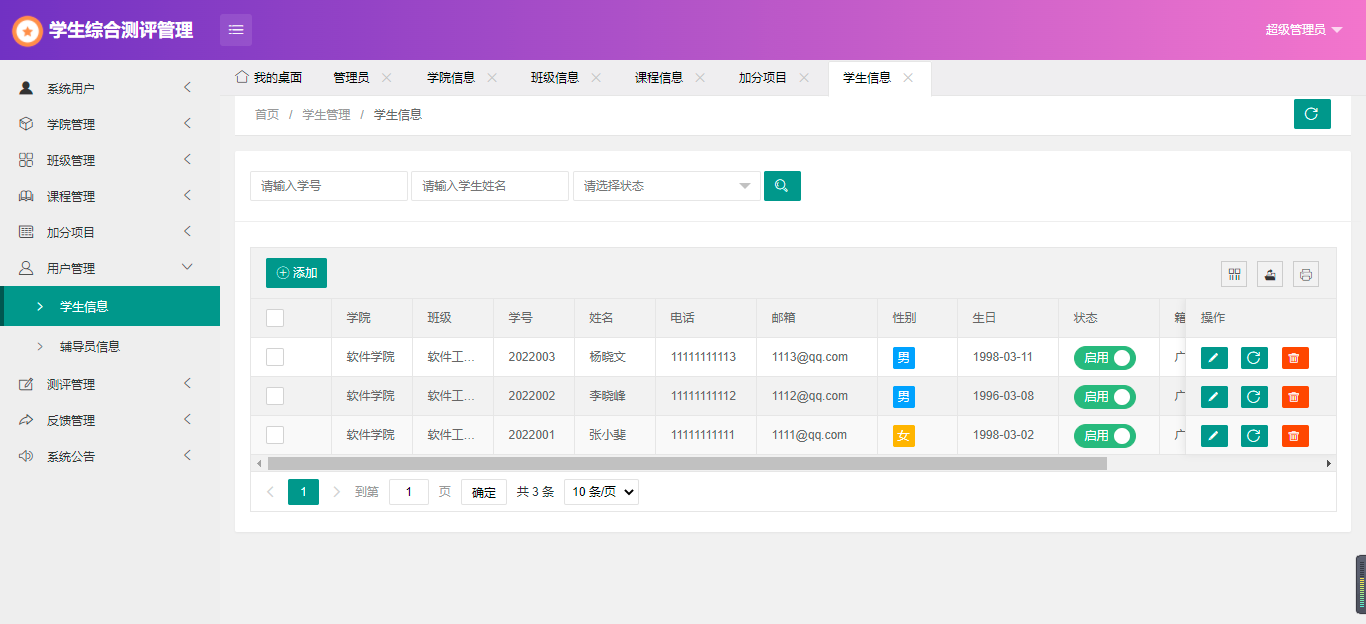 学生综合测评管理
超级管理员
系统用户
学院管理
班级管理
课程管理
加分项目
用户管理
学生信息
辅导员信息
测评管理
反馈管理
系统公告
我的桌面 管理员 学院信息 班级信息 课程信息 加分项目 学生信息
首页 / 学生管理 / 学生信息
请输入学号 请输入学生姓名 请选择状态
添加
学院 班级 学号 姓名 电话 邮箱 性别 生日 状态 籍 操作
软件学院 软件工... 2022003 杨晓文 11111111113 1113@qq.com 男 1998-03-11 启用 广
软件学院 软件工... 2022002 李晓峰 11111111112 1112@qq.com 男 1996-03-08 启用 广
软件学院 软件工... 2022001 张小斐 11111111111 1111@qq.com 女 1998-03-02 启用 广
1 到第 1 页 确定 共 3 条 10 条/页